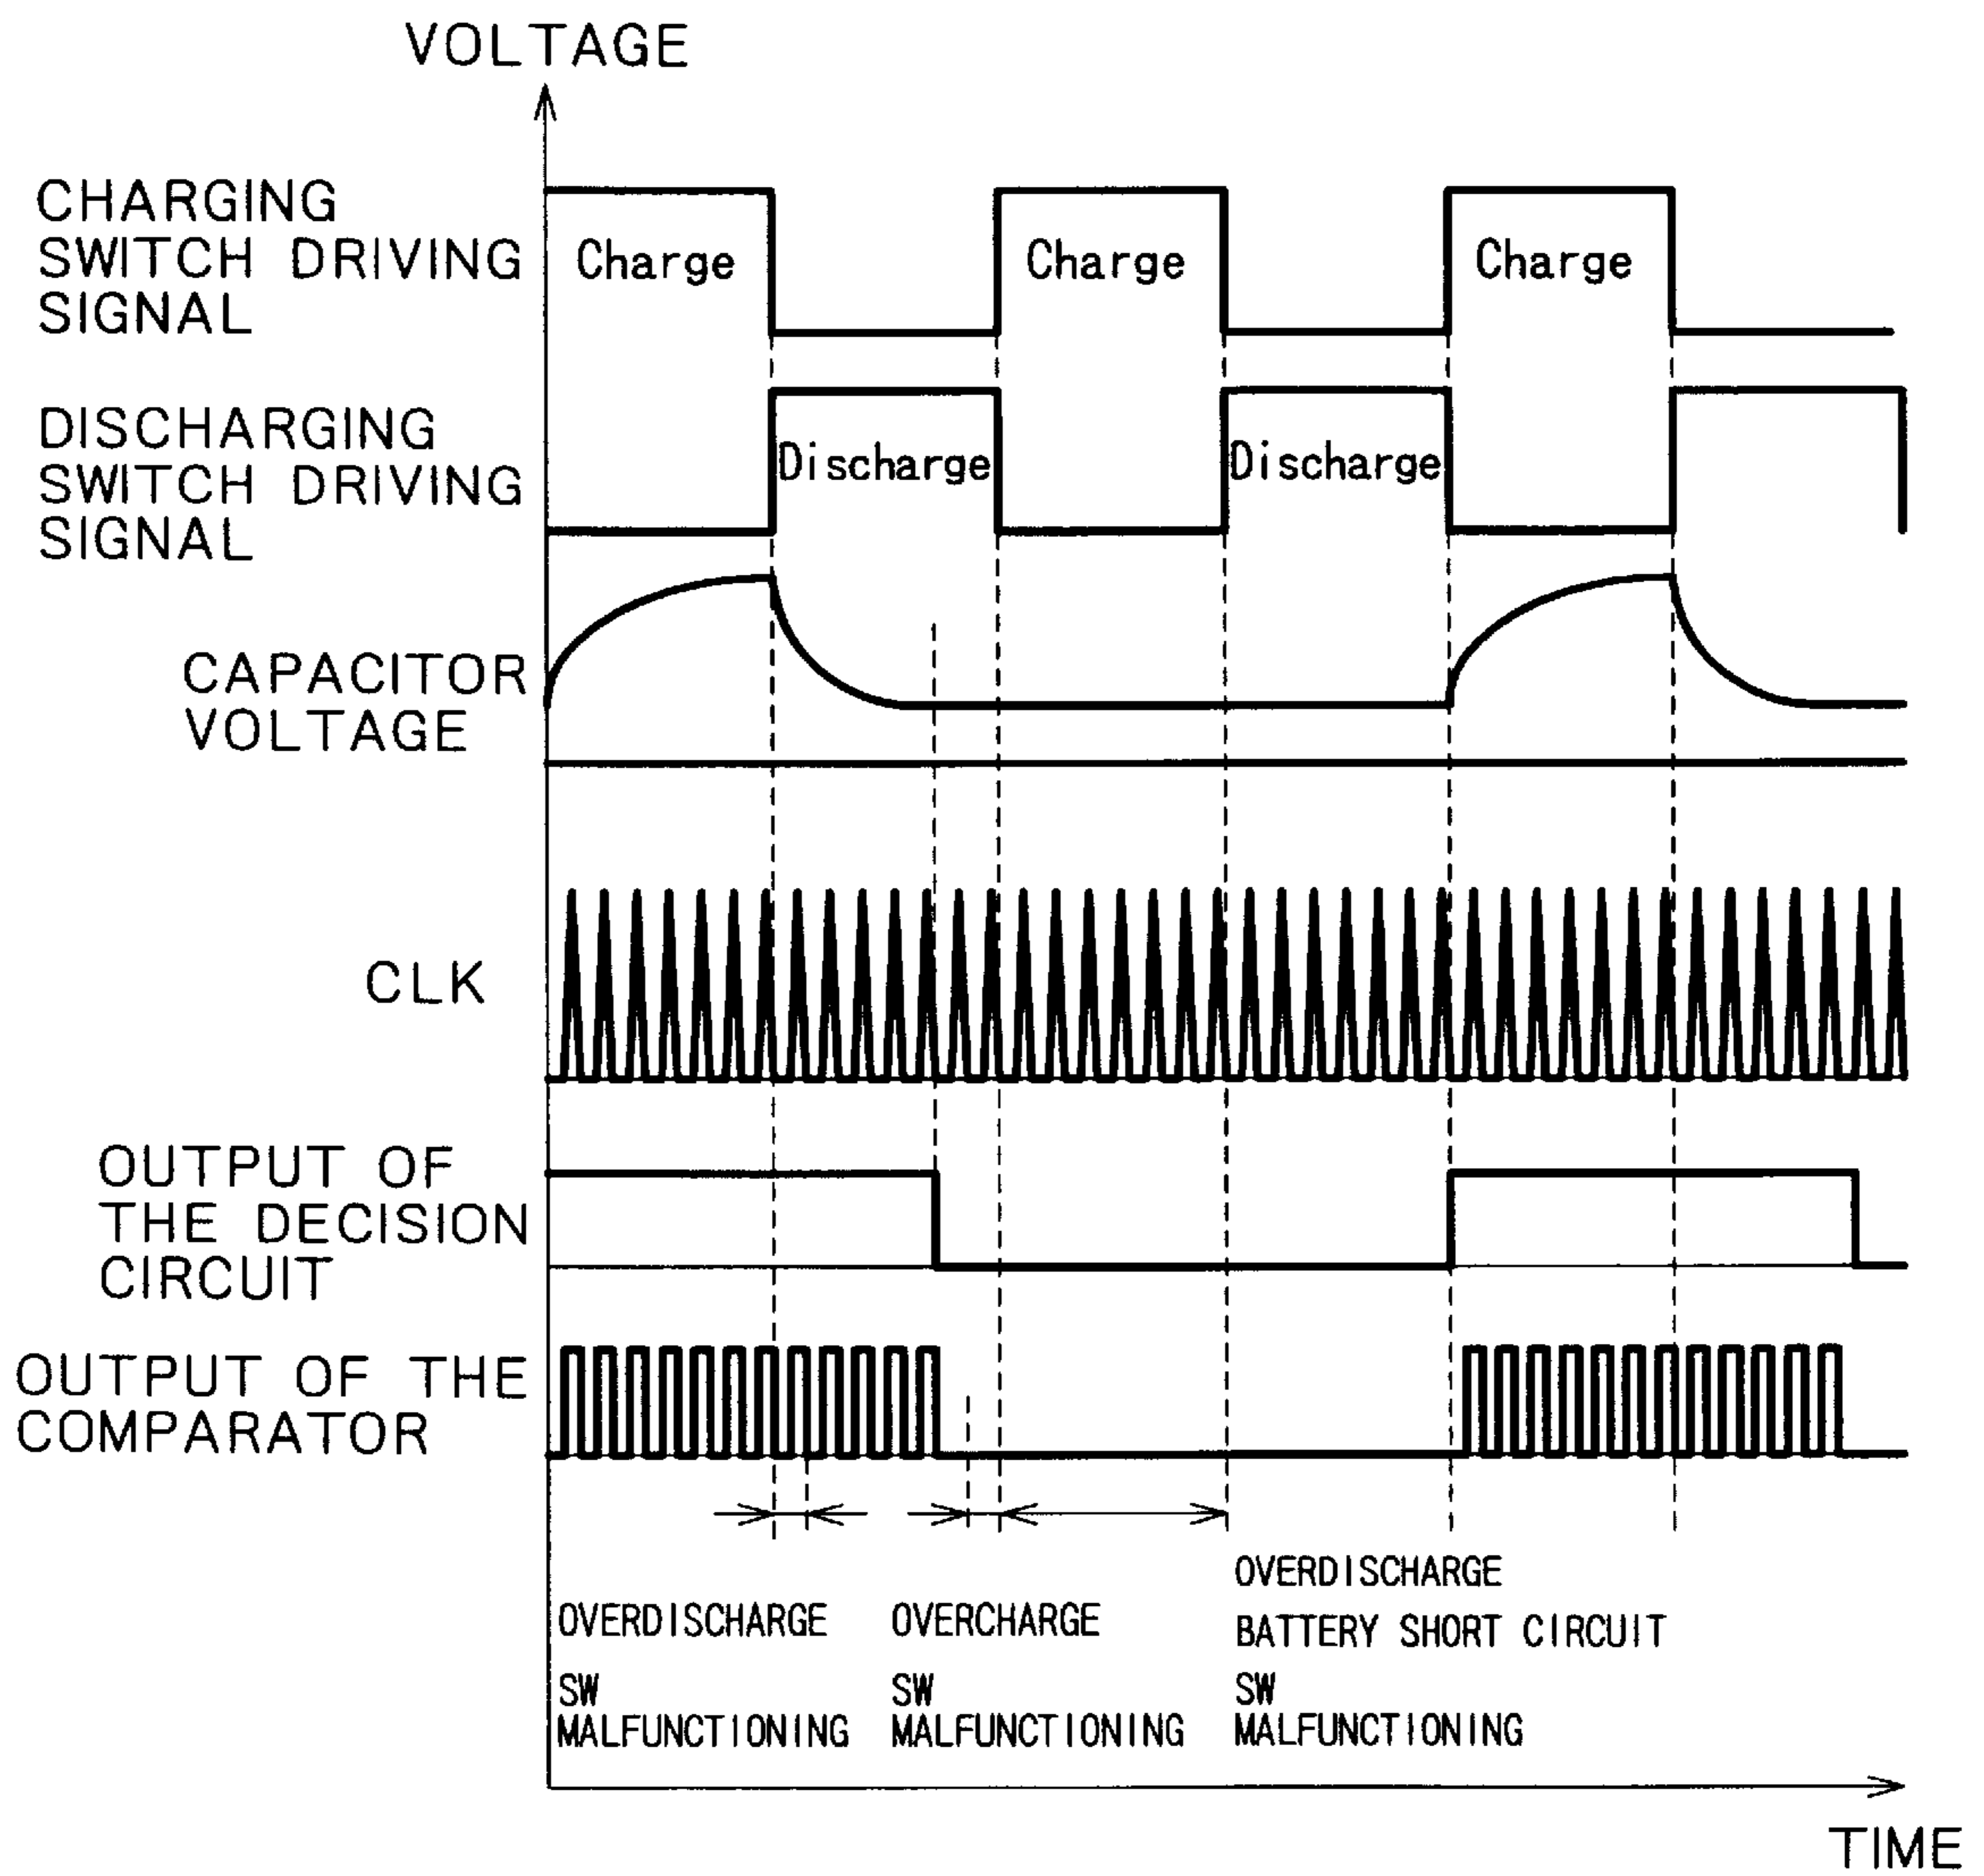 VOLTAGE
CHARGING
SWITCH DRIVING
SIGNAL
Charge
Charge
Charge
DISCHARGING
SWITCH DRIVING
SIGNAL
Discharge
Discharge
CAPACITOR
VOLTAGE
CLK
OUTPUT OF
THE DECISION
CIRCUIT
OUTPUT OF THE
COMPARATOR
OVERDISCHARGE
SW
MALFUNCTIONING
OVERCHARGE
SW
MALFUNCTIONING
OVERDISCHARGE
BATTERY SHORT CIRCUIT
SW
MALFUNCTIONING
TIME